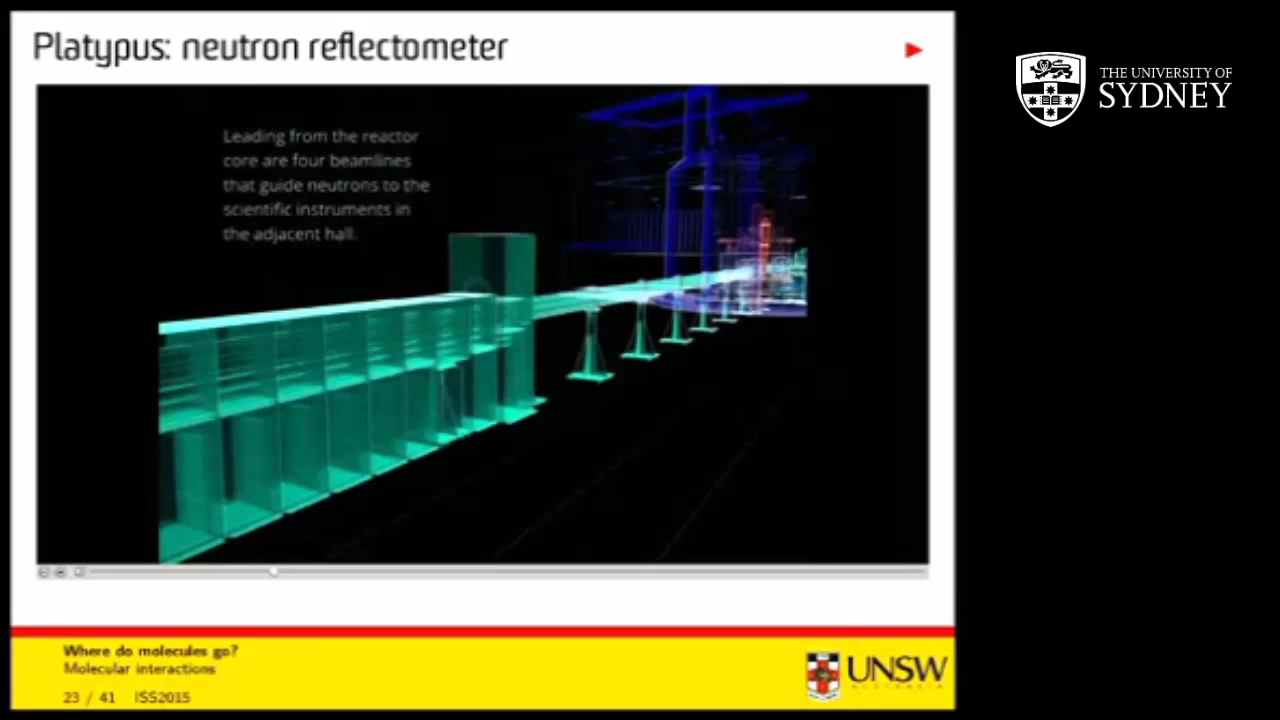 Platypus: neutron reflectometer
THE UNIVERSITY OF
SYDNEY
Leading from the reactor
core are four beamlines
that guide neutrons to the
scientific instruments in
the adjacent hall.
Where do molecules go?
Molecular interactions
23 / 41 ISS2015
UNSW
AUSTRALIA